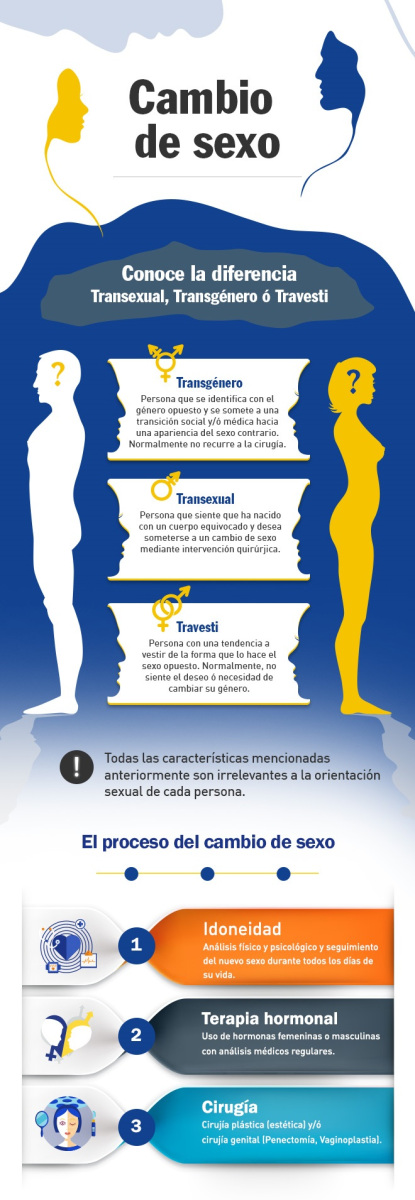 Cambio
de sexo
Conoce la diferencia
Transexual, Transgénero ó Travesti
?
?
Transgénero
Persona que se identifica con el
género opuesto y se somete a una
transición social y/ó médica hacia
una apariencia del sexo contrario.
Normalmente no recurre a la cirugía.
Transexual
Persona que siente que ha nacido
con un cuerpo equivocado y desea
someterse a un cambio de sexo
mediante intervención quirúrjica.
Travesti
Persona con una tendencia a
vestir de la forma que lo hace el
sexo opuesto. Normalmente, no
siente el deseo ó necesidad de
cambiar su género.
!
Todas las características mencionadas
anteriormente son irrelevantes a la orientación
sexual de cada persona.
El proceso del cambio de sexo
1
Idoneidad
Análisis físico y psicológico y seguimiento
del nuevo sexo durante todos los días de
su vida.
2
Terapia hormonal
Uso de hormonas femeninas o masculinas
con análisis médicos regulares.
3
Cirugía
Cirujía plástica (estética) y/ó
cirujía genital (Penectomía, Vaginoplastia).